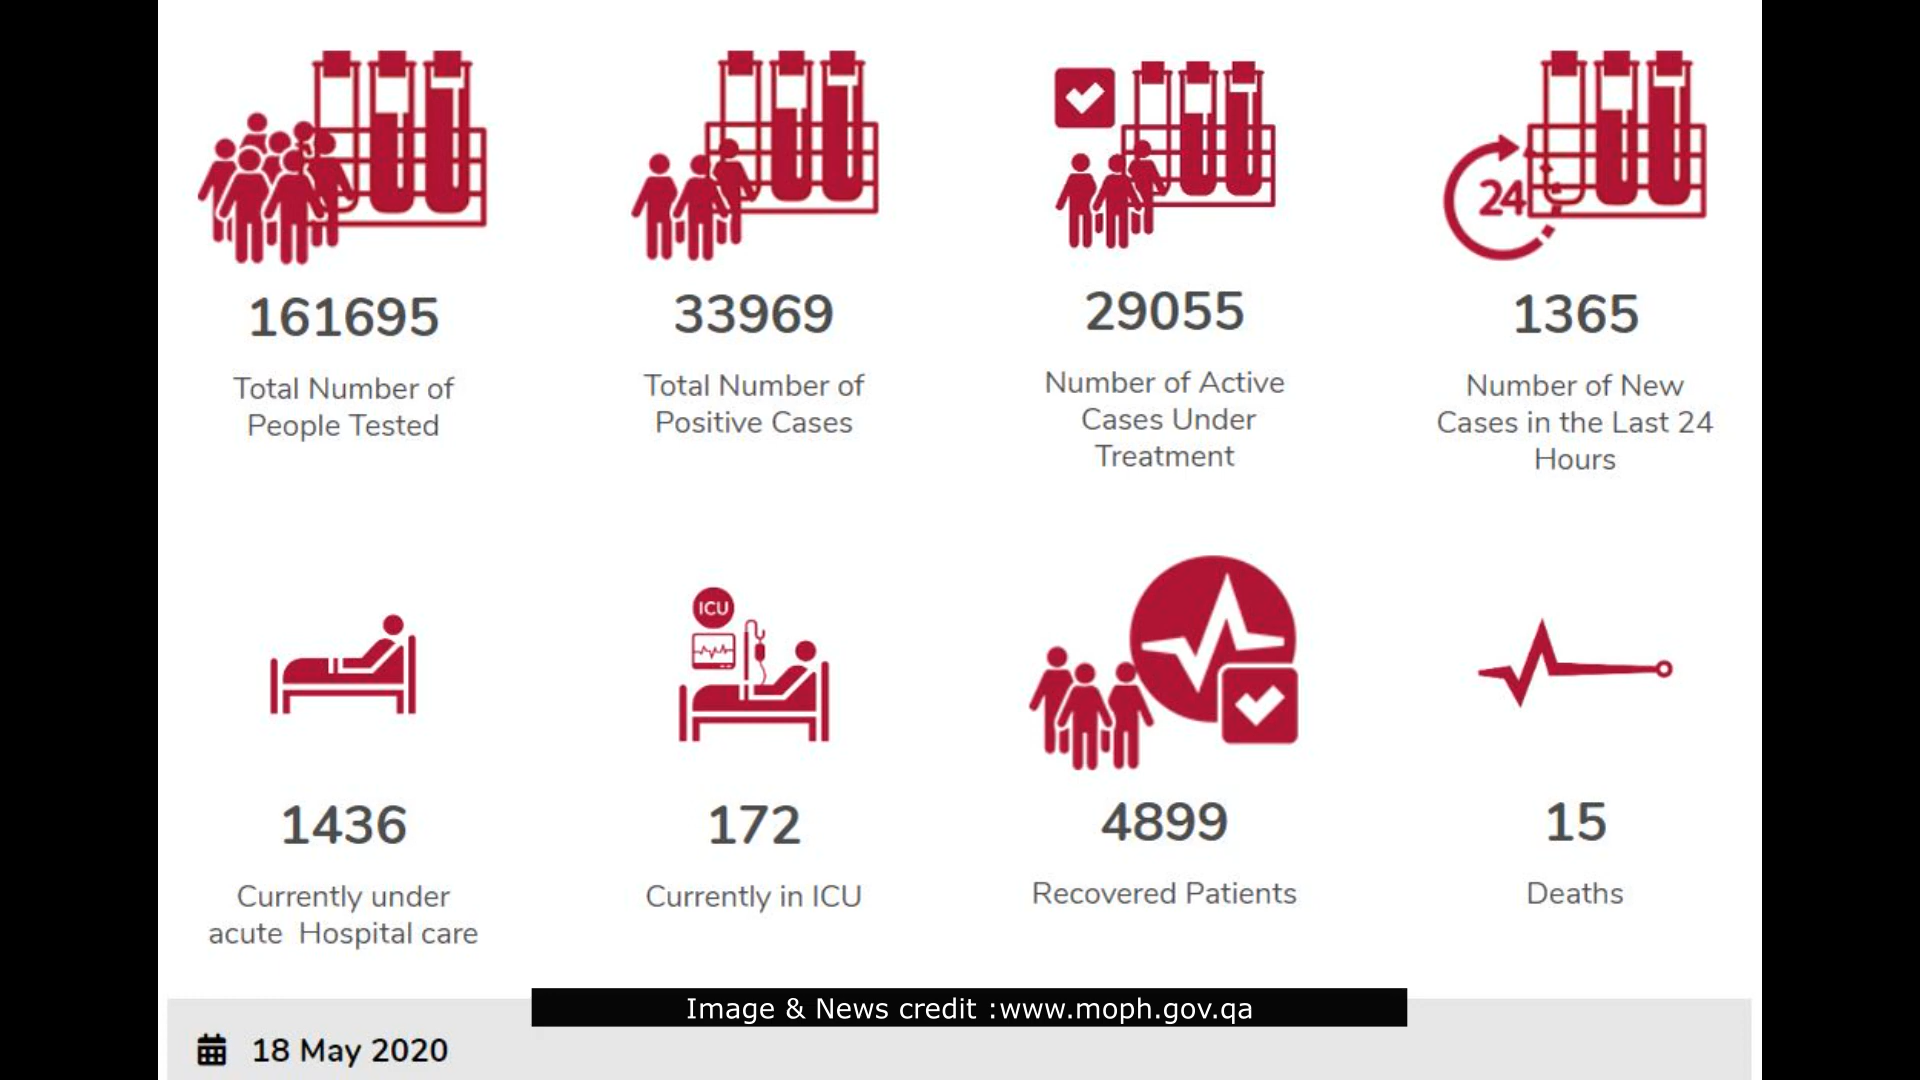 24
161695
Total Number of
People Tested
33969
Total Number of
Positive Cases
29055
Number of Active
Cases Under
Treatment
1365
Number of New
Cases in the Last 24
Hours
ICU
1436
Currently under
acute  Hospital care
172
Currently in ICU
4899
Recovered Patients
15
Deaths
Image & News credit :www.moph.gov.qa
18 May 2020